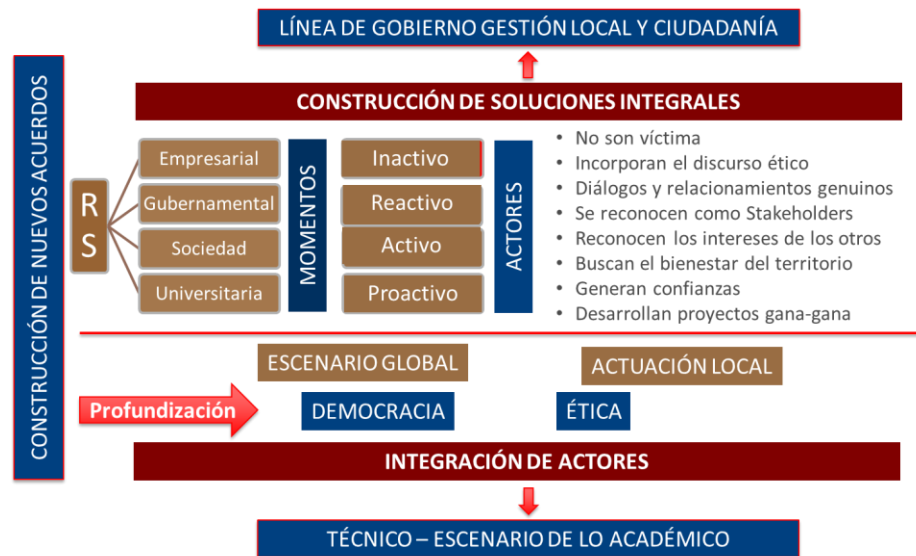 LÍNEA DE GOBIERNO GESTIÓN LOCAL Y CIUDADANÍA
CONSTRUCCIÓN DE NUEVOS ACUERDOS
CONSTRUCCIÓN DE SOLUCIONES INTEGRALES
R
S
Empresarial
Gubernamental
Sociedad
Universitaria
MOMENTOS
Inactivo
Reactivo
Activo
Proactivo
ACTORES
• No son víctima
• Incorporan el discurso ético
• Diálogos y relacionamientos genuinos
• Se reconocen como Stakeholders
• Reconocen los intereses de los otros
• Buscan el bienestar del territorio
• Generan confianzas
• Desarrollan proyectos gana-gana
ESCENARIO GLOBAL
ACTUACIÓN LOCAL
Profundización
DEMOCRACIA
ÉTICA
INTEGRACIÓN DE ACTORES
TÉCNICO – ESCENARIO DE LO ACADÉMICO